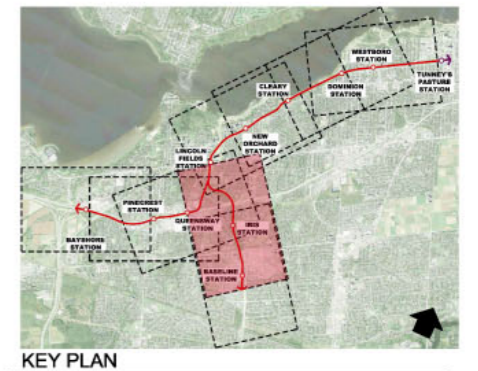 WESTBORO
STATION
TUNNEY'S
PASTURE
STATION
CLEARY
STATION
DOMINION
STATION
NEW
ORCHARD
STATION
LINCOLN
FIELDS
STATION
PINECREST
STATION
QUEENSWAY
STATION
IRIS
STATION
BAYSHORE
STATION
BASELINE
STATION
KEY PLAN